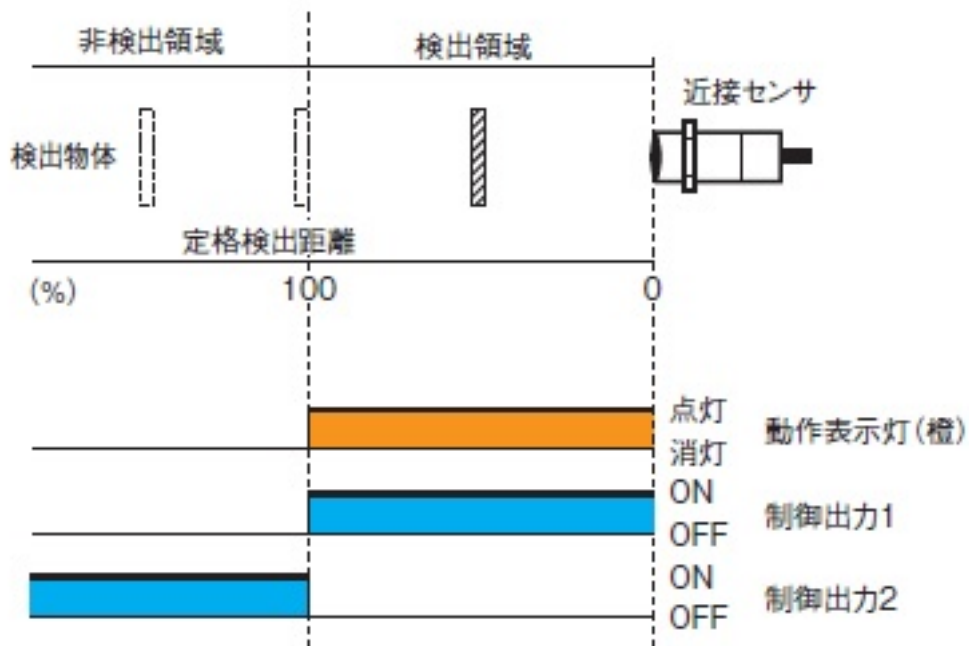 非検出領域
検出領域
近接センサ
検出物体
定格検出距離
(%)
100
0
点灯
消灯
動作表示灯(橙)
ON
OFF
制御出力1
ON
OFF
制御出力2